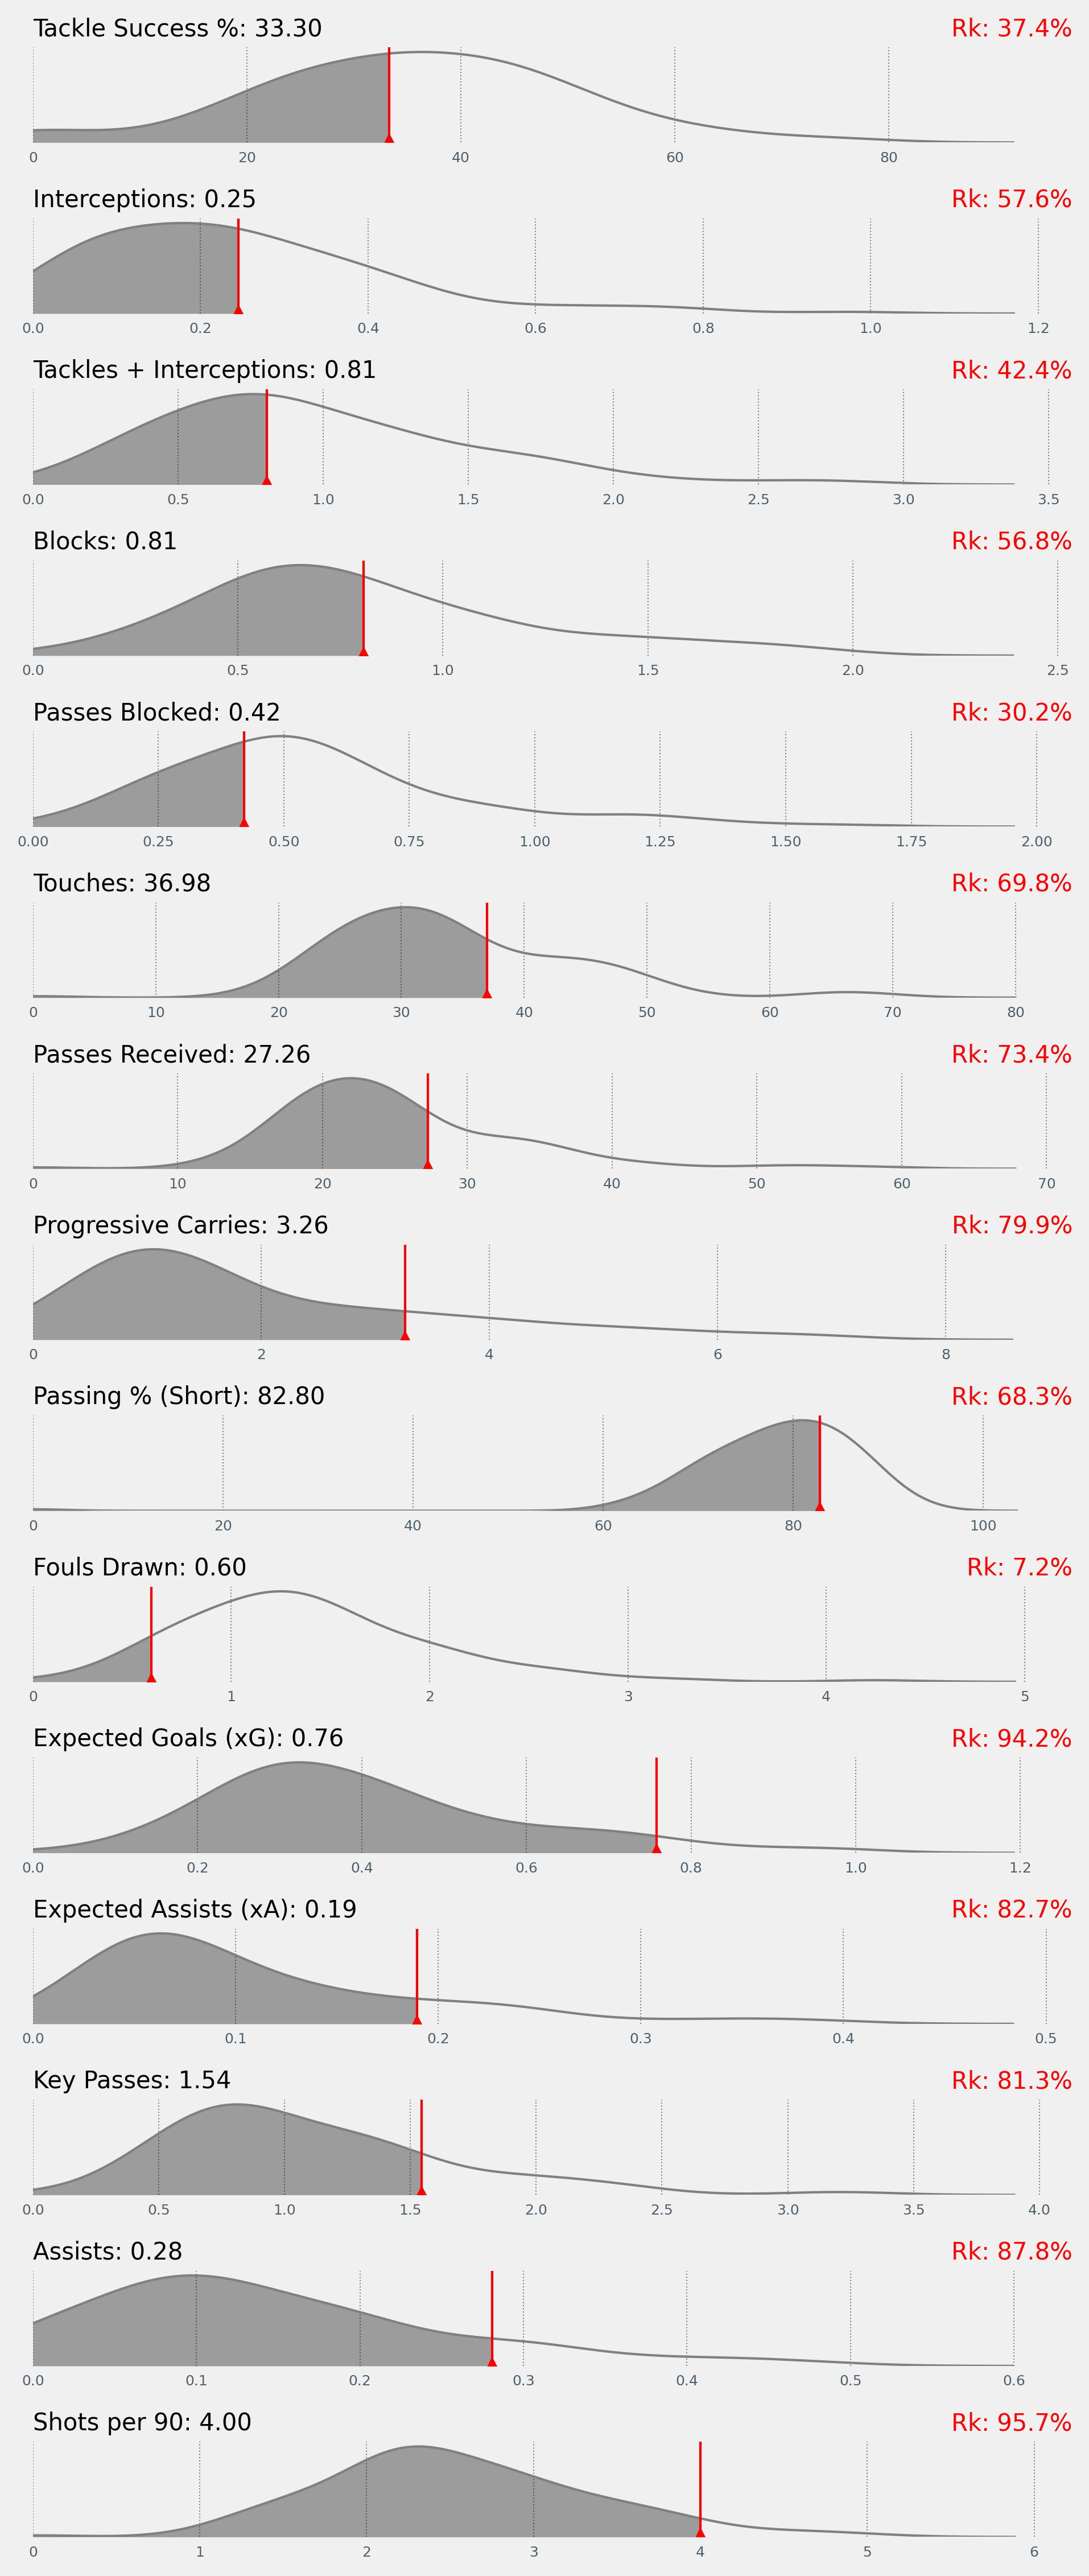 Tackle Success %: 33.30 Rk: 37.4%
0 20 40 60 80
Interceptions: 0.25 Rk: 57.6%
0.0 0.2 0.4 0.6 0.8 1.0 1.2
Tackles + Interceptions: 0.81 Rk: 42.4%
0.0 0.5 1.0 1.5 2.0 2.5 3.0 3.5
Blocks: 0.81 Rk: 56.8%
0.0 0.5 1.0 1.5 2.0 2.5
Passes Blocked: 0.42 Rk: 30.2%
0.00 0.25 0.50 0.75 1.00 1.25 1.50 1.75 2.00
Touches: 36.98 Rk: 69.8%
0 10 20 30 40 50 60 70 80
Passes Received: 27.26 Rk: 73.4%
0 10 20 30 40 50 60 70
Progressive Carries: 3.26 Rk: 79.9%
0 2 4 6 8
Passing % (Short): 82.80 Rk: 68.3%
0 20 40 60 80 100
Fouls Drawn: 0.60 Rk: 7.2%
0 1 2 3 4 5
Expected Goals (xG): 0.76 Rk: 94.2%
0.0 0.2 0.4 0.6 0.8 1.0 1.2
Expected Assists (xA): 0.19 Rk: 82.7%
0.0 0.1 0.2 0.3 0.4 0.5
Key Passes: 1.54 Rk: 81.3%
0.0 0.5 1.0 1.5 2.0 2.5 3.0 3.5 4.0
Assists: 0.28 Rk: 87.8%
0.0 0.1 0.2 0.3 0.4 0.5 0.6
Shots per 90: 4.00 Rk: 95.7%
0 1 2 3 4 5 6